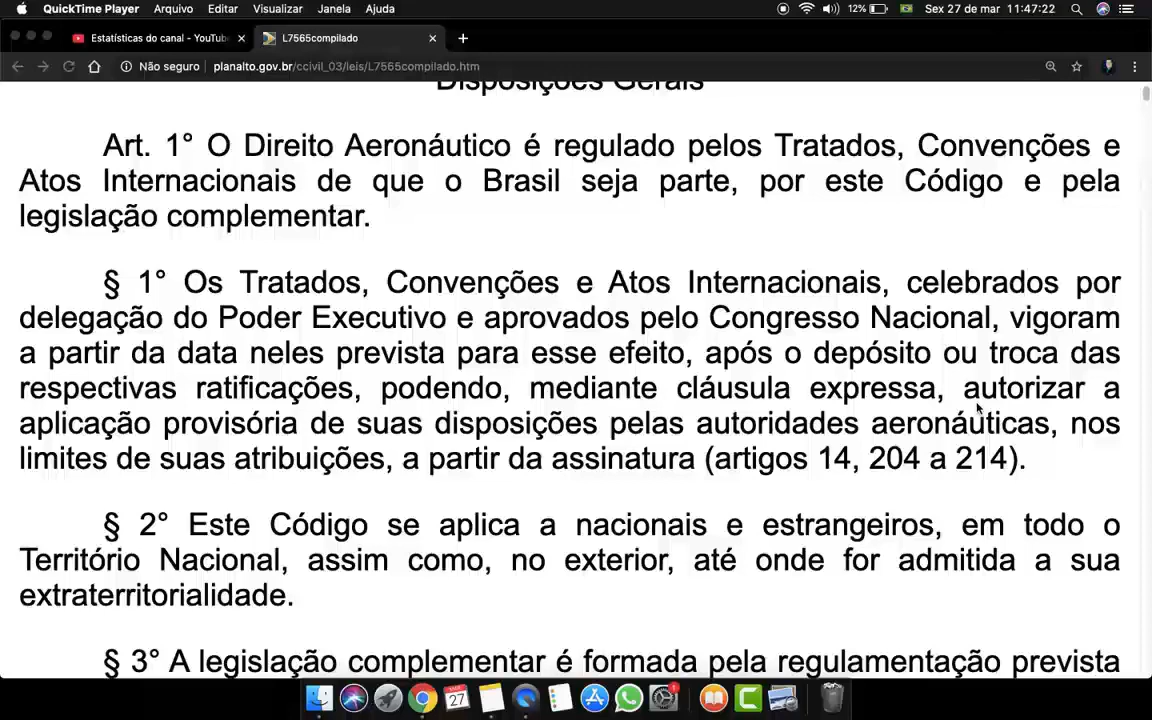 QuickTime Player Arquivo Editar Visualizar Janela Ajuda 12% Sex 27 de mar 11:47:22
Estatísticas do canal - YouTube L7565compilado
Não seguro planalto.gov.br/ccivil_03/leis/L7565compilado.htm
Disposições Gerais
Art. 1° O Direito Aeronáutico é regulado pelos Tratados, Convenções e
Atos Internacionais de que o Brasil seja parte, por este Código e pela
legislação complementar.
§ 1° Os Tratados, Convenções e Atos Internacionais, celebrados por
delegação do Poder Executivo e aprovados pelo Congresso Nacional, vigoram
a partir da data neles prevista para esse efeito, após o depósito ou troca das
respectivas ratificações, podendo, mediante cláusula expressa, autorizar a
aplicação provisória de suas disposições pelas autoridades aeronáuticas, nos
limites de suas atribuições, a partir da assinatura (artigos 14, 204 a 214).
§ 2° Este Código se aplica a nacionais e estrangeiros, em todo o
Território Nacional, assim como, no exterior, até onde for admitida a sua
extraterritorialidade.
§ 3° A legislação complementar é formada pela regulamentação prevista
27
1